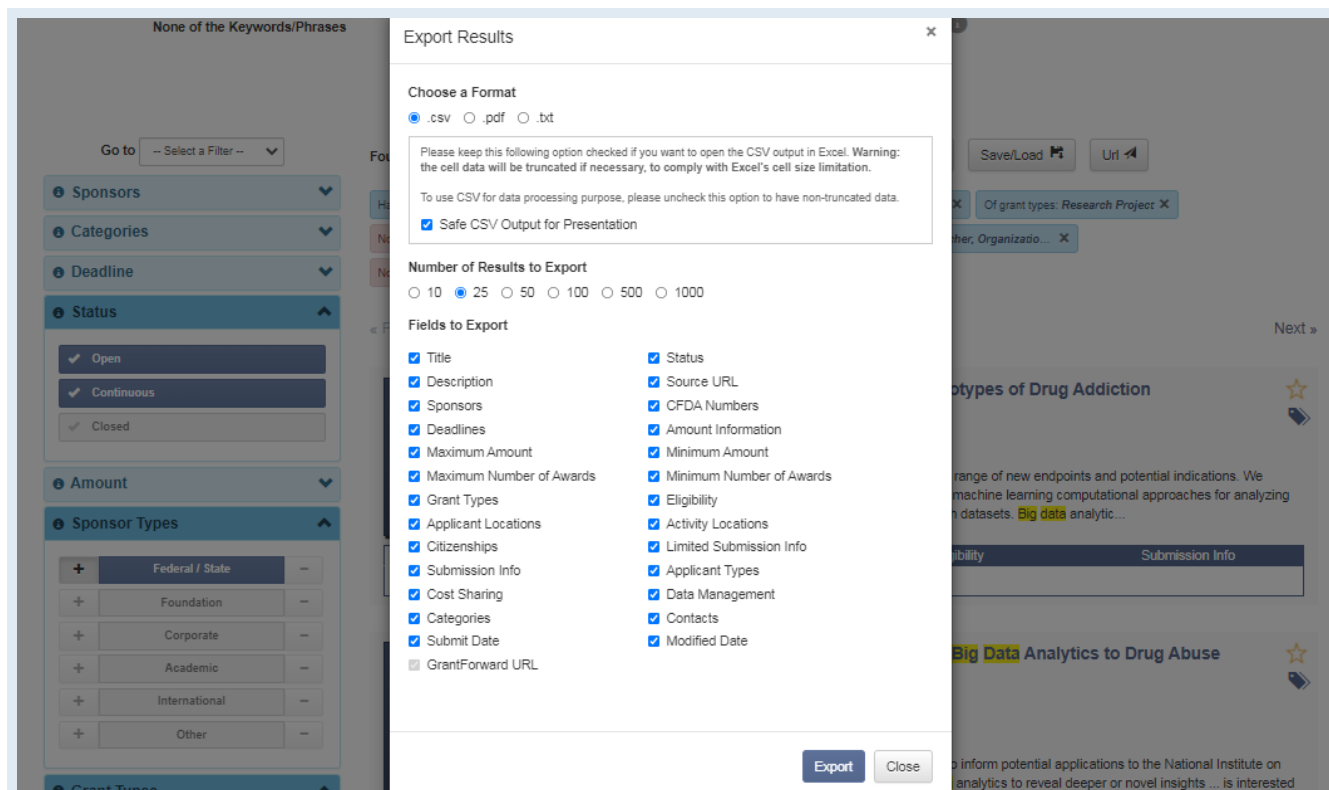 None of the Keywords/Phrases
Export Results
×
Choose a Format
.csv .pdf .txt
Please keep this following option checked if you want to open the CSV output in Excel. Warning:
the cell data will be truncated if necessary, to comply with Excel's cell size limitation.
To use CSV for data processing purpose, please uncheck this option to have non-truncated data.
Safe CSV Output for Presentation
Number of Results to Export
10 25 50 100 500 1000
Fields to Export
Title
Status
Description
Source URL
Sponsors
CFDA Numbers
Deadlines
Amount Information
Maximum Amount
Minimum Amount
Maximum Number of Awards
Minimum Number of Awards
Grant Types
Eligibility
Applicant Locations
Activity Locations
Citizenships
Limited Submission Info
Submission Info
Applicant Types
Cost Sharing
Data Management
Categories
Contacts
Submit Date
Modified Date
GrantForward URL
Export
Close
Go to
-- Select a Filter --
Sponsors
Categories
Deadline
Status
Open
Continuous
Closed
Amount
Sponsor Types
+ Federal / State −
+ Foundation −
+ Corporate −
+ Academic −
+ International −
+ Other −
Grant Types
Fou
Save/Load
Url
Ha
× Of grant types: Research Project ×
No
cher, Organizatio... ×
No
« F
Next »
otypes of Drug Addiction
range of new endpoints and potential indications. We
machine learning computational approaches for analyzing
datasets. Big data analytic...
ibility
Submission Info
Big Data Analytics to Drug Abuse
o inform potential applications to the National Institute on
analytics to reveal deeper or novel insights ... is interested